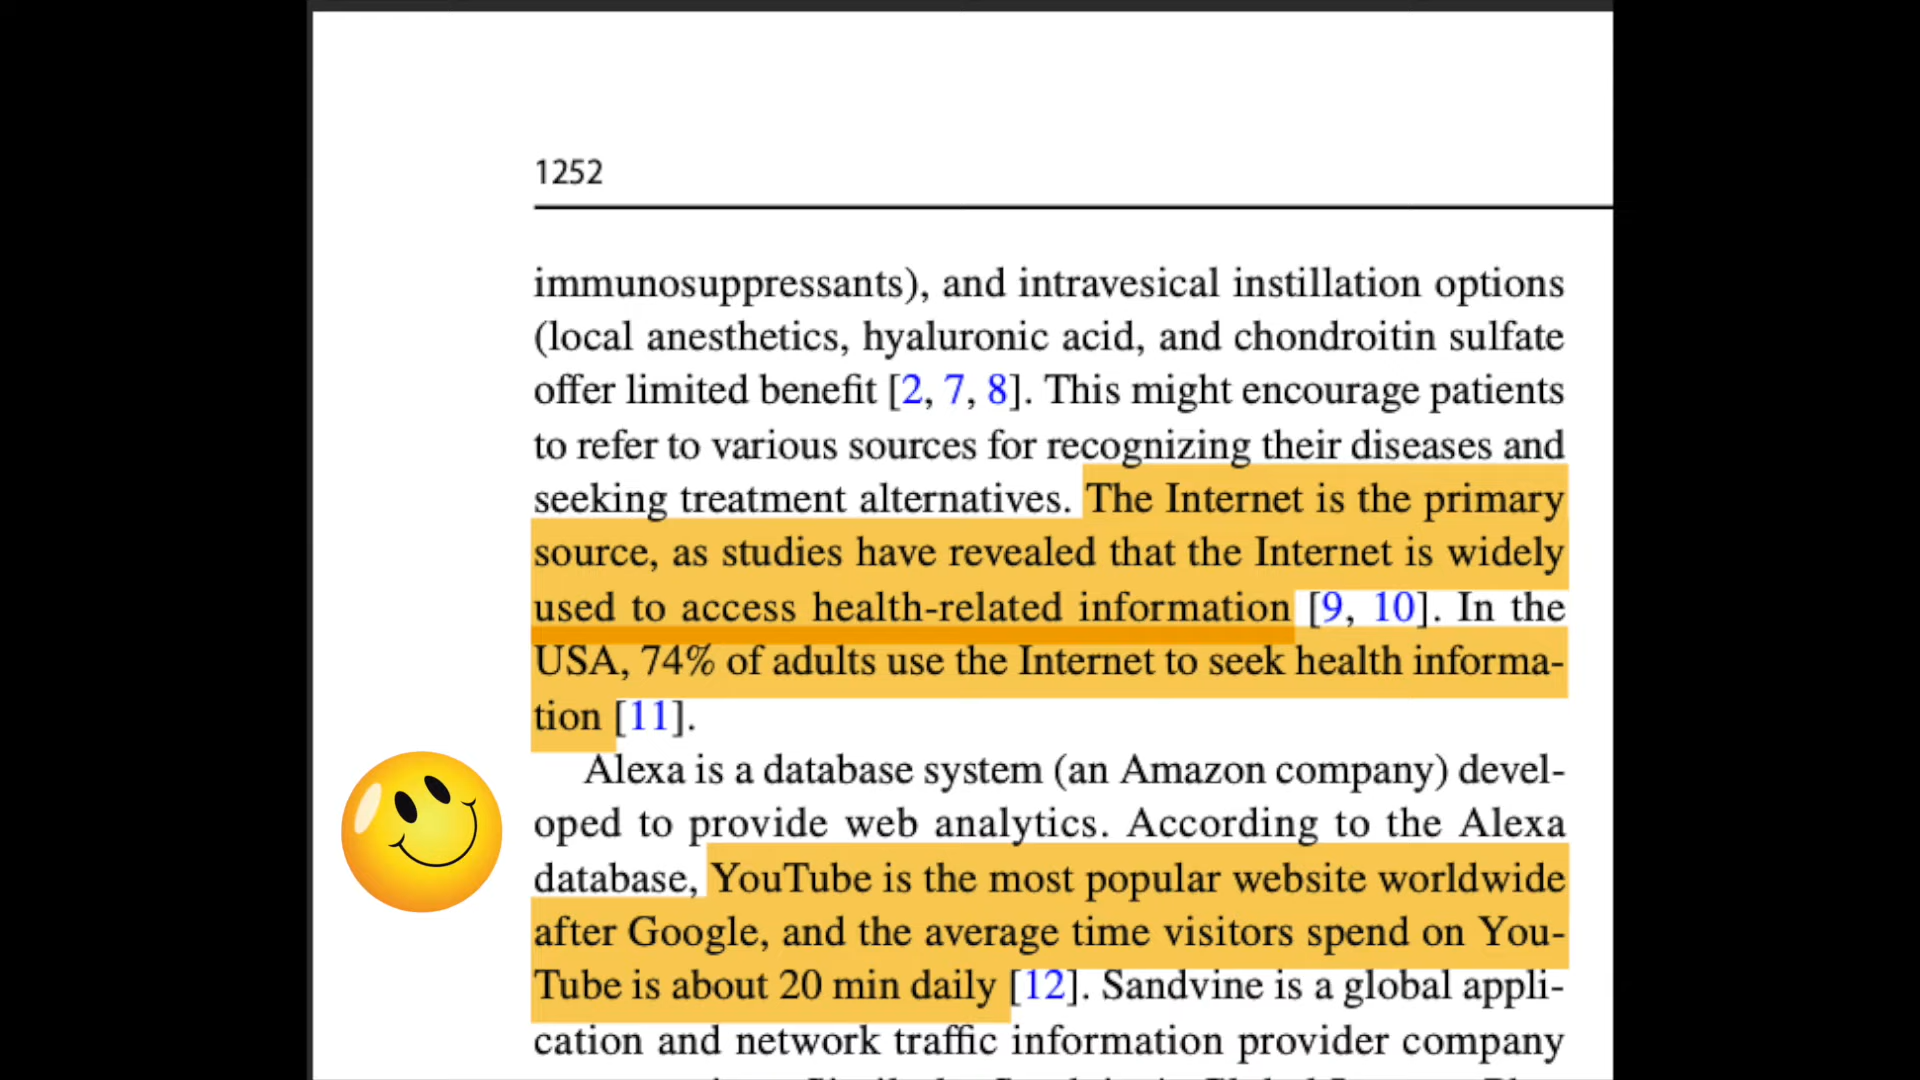 1252
immunosuppressants), and intravesical instillation options
(local anesthetics, hyaluronic acid, and chondroitin sulfate
offer limited benefit [2, 7, 8]. This might encourage patients
to refer to various sources for recognizing their diseases and
seeking treatment alternatives. The Internet is the primary
source, as studies have revealed that the Internet is widely
used to access health-related information [9, 10]. In the
USA, 74% of adults use the Internet to seek health informa-
tion [11].
Alexa is a database system (an Amazon company) devel-
oped to provide web analytics. According to the Alexa
database, YouTube is the most popular website worldwide
after Google, and the average time visitors spend on You-
Tube is about 20 min daily [12]. Sandvine is a global appli-
cation and network traffic information provider company